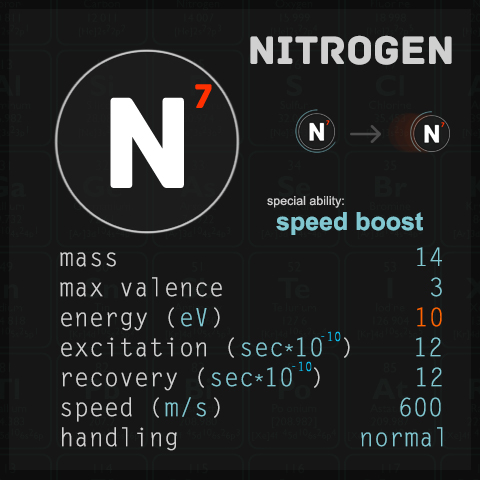 NITROGEN
N 7
N 7 → N 7
special ability:
speed boost
mass 14
max valence 3
energy (eV) 10
excitation (sec*10^-10) 12
recovery (sec*10^-10) 12
speed (m/s) 600
handling normal